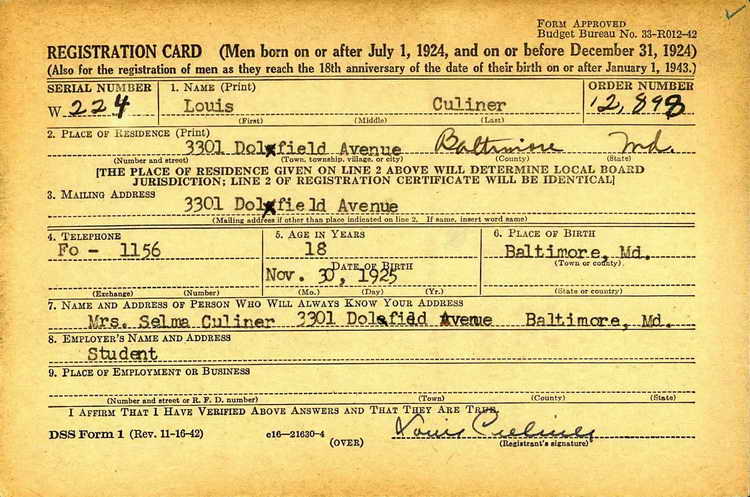 FORM APPROVED
Budget Bureau No. 33-R012-42
REGISTRATION CARD (Men born on or after July 1, 1924, and on or before December 31, 1924)
(Also for the registration of men as they reach the 18th anniversary of the date of their birth on or after January 1, 1943.)
SERIAL NUMBER 1. NAME (Print) ORDER NUMBER
W 224 Louis Culiner 12,898
(First) (Middle) (Last)
2. PLACE OF RESIDENCE (Print)
3301 Dolfield Avenue Baltimore Md.
(Number and street) (Town, township, village, or city) (County) (State)
[THE PLACE OF RESIDENCE GIVEN ON LINE 2 ABOVE WILL DETERMINE LOCAL BOARD
JURISDICTION; LINE 2 OF REGISTRATION CERTIFICATE WILL BE IDENTICAL]
3. MAILING ADDRESS
3301 Dolfield Avenue
(Mailing address if other than place indicated on line 2. If same, insert word same)
4. TELEPHONE 5. AGE IN YEARS 6. PLACE OF BIRTH
Fo - 1156 18 Baltimore, Md.
(Town or county)
DATE OF BIRTH
Nov. 30, 1925
(Exchange) (Number) (Mo.) (Day) (Yr.) (State or country)
7. NAME AND ADDRESS OF PERSON WHO WILL ALWAYS KNOW YOUR ADDRESS
Mrs. Selma Culiner 3301 Avenue Baltimore, Md.
8. EMPLOYER'S NAME AND ADDRESS
Student
9. PLACE OF EMPLOYMENT OR BUSINESS
(Number and street or R. F. D. number) (Town) (County) (State)
I AFFIRM THAT I HAVE VERIFIED ABOVE ANSWERS AND THAT THEY ARE TRUE.
DSS Form 1 (Rev. 11-16-42) c16-21630-4 Louis Culiner
(OVER) (Registrant's signature)